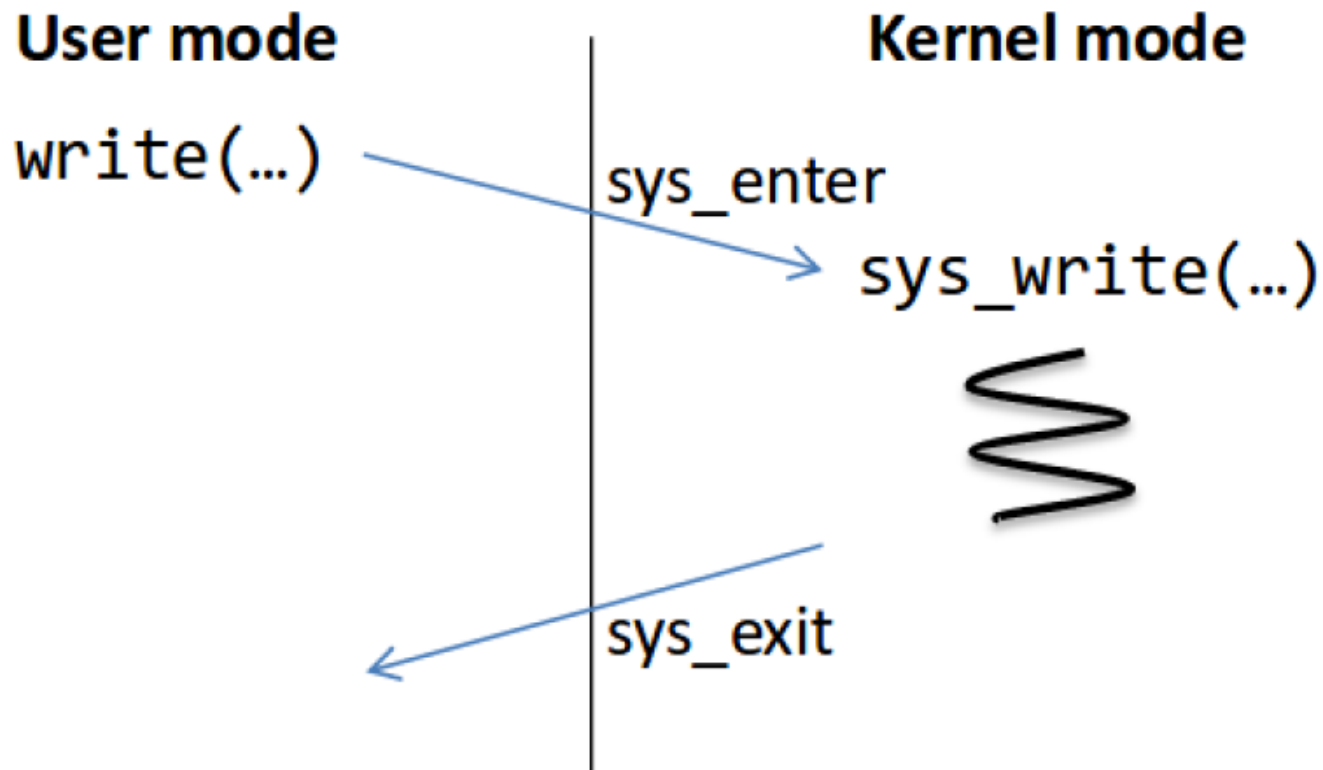 User mode
Kernel mode
write(…)
sys_enter
sys_write(…)
sys_exit